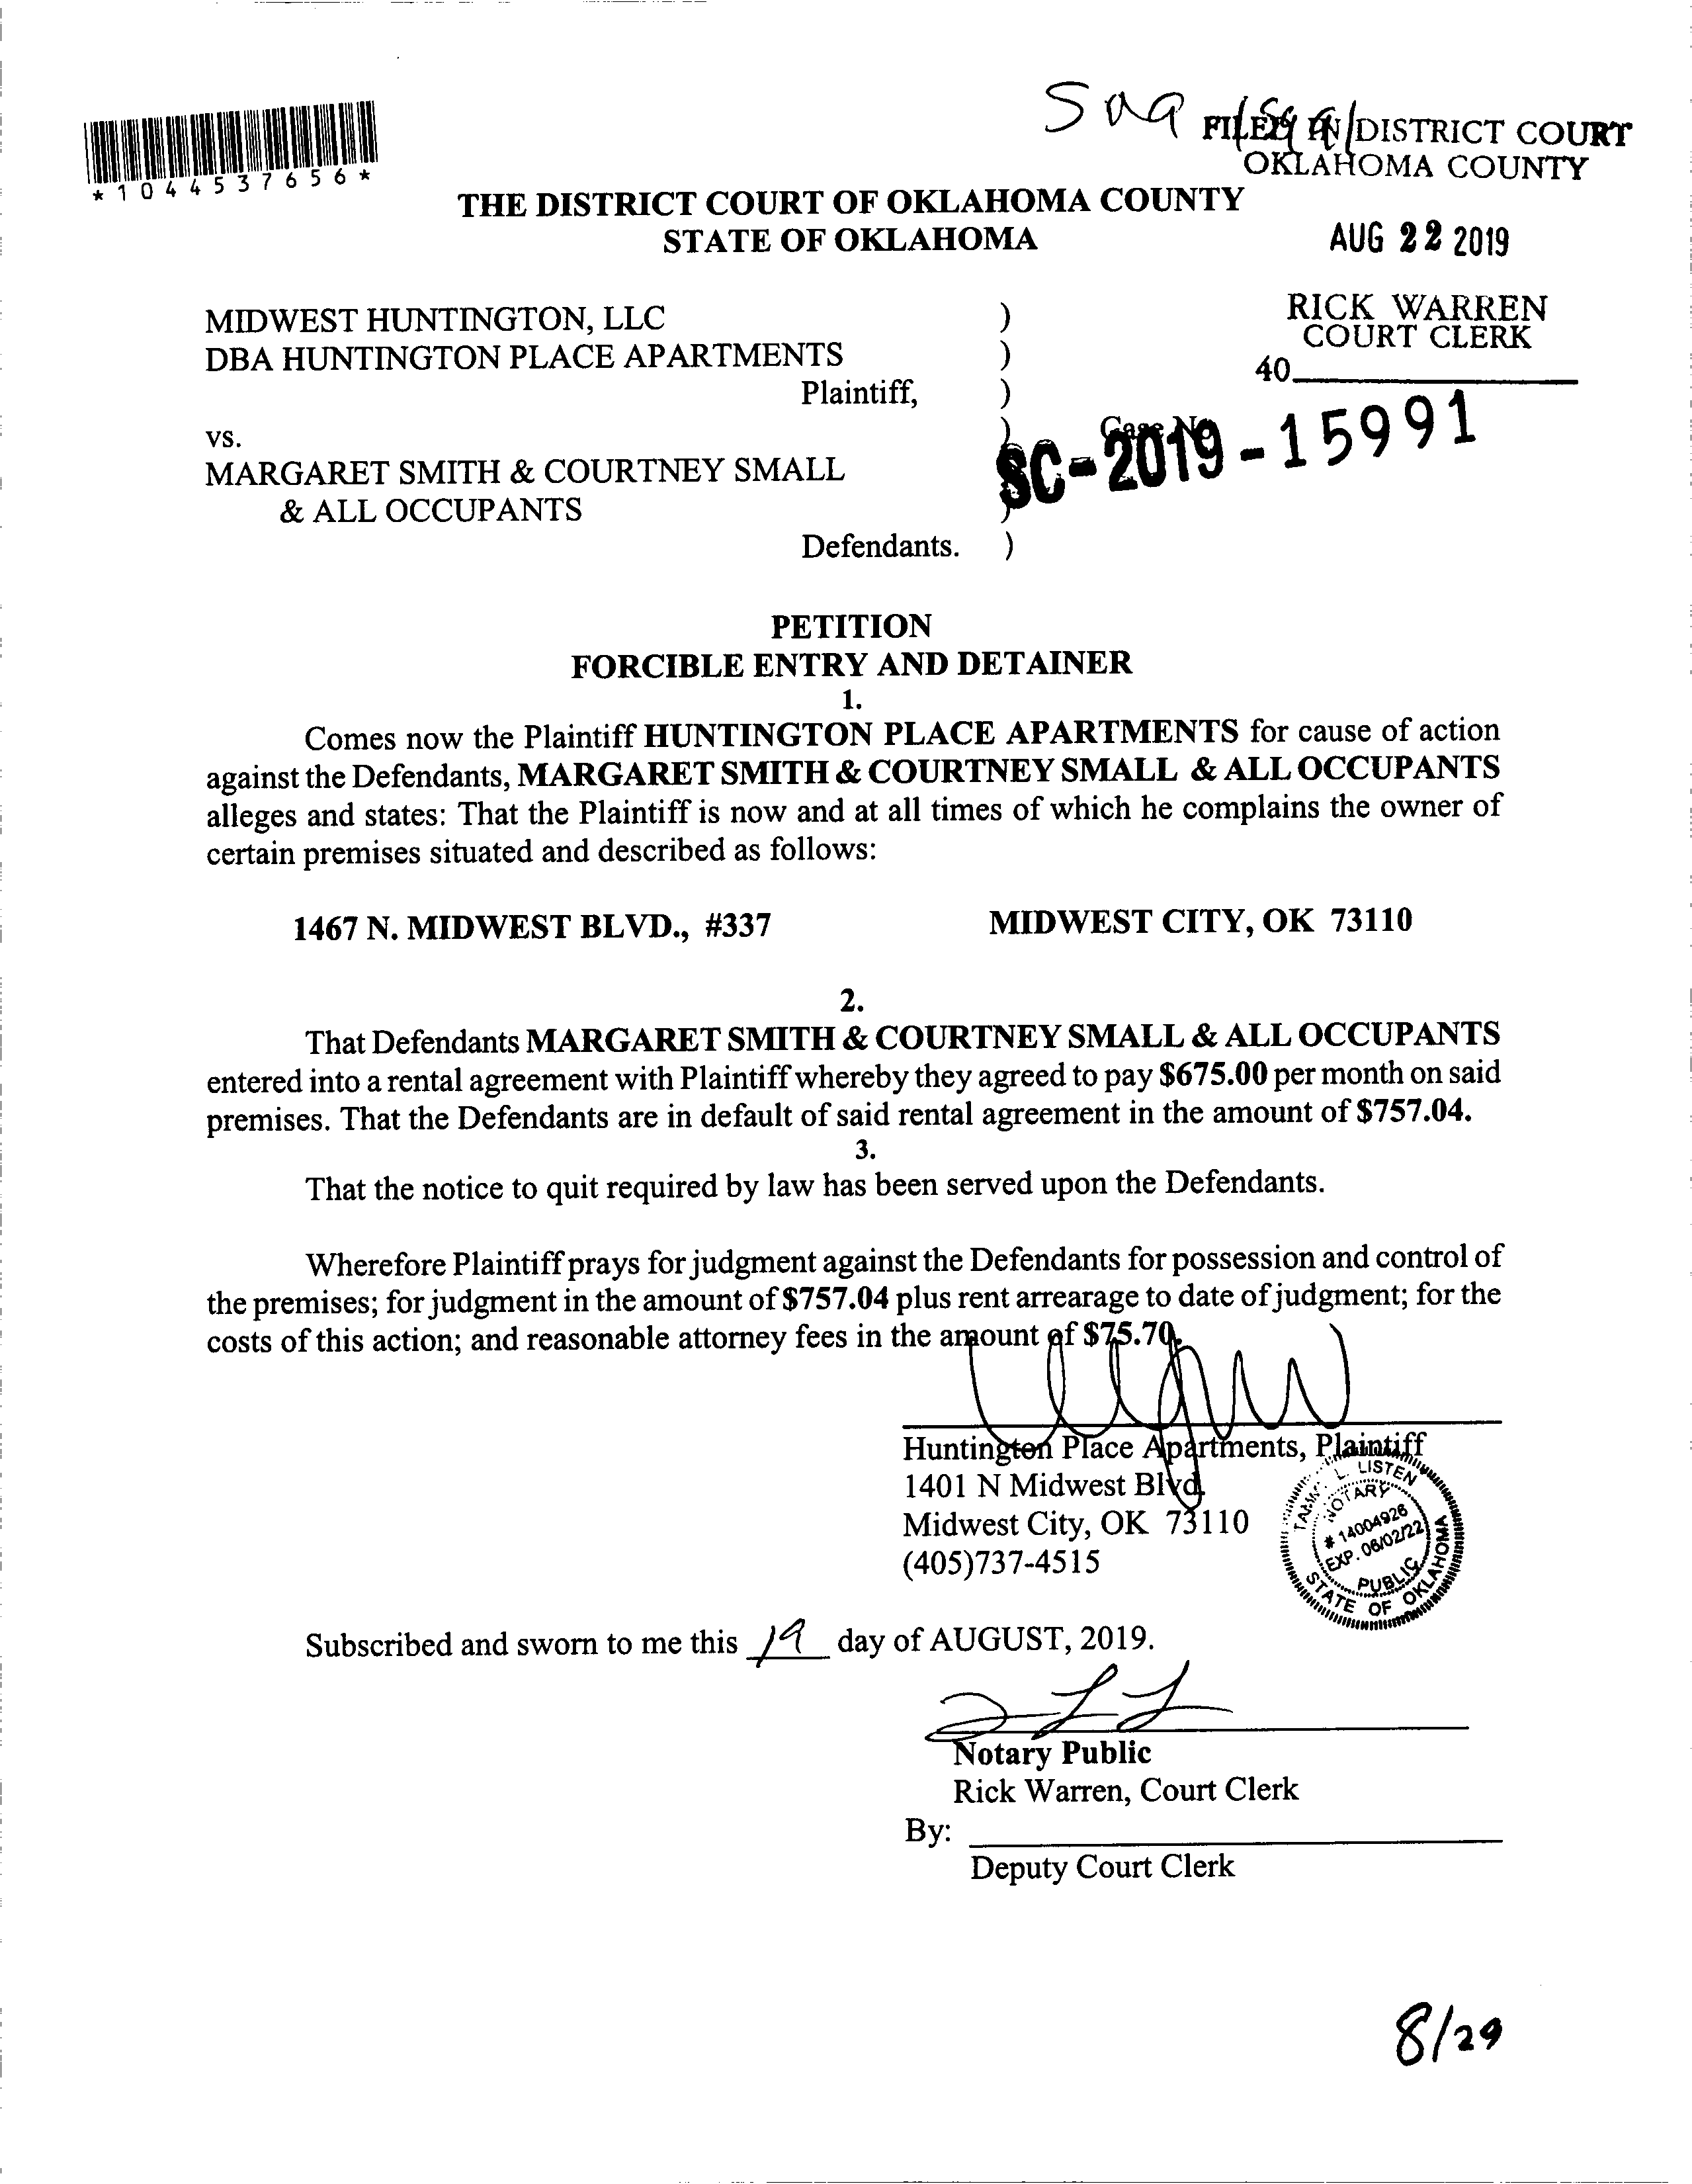 FILED IN DISTRICT COURT
OKLAHOMA COUNTY
*1044537656*
THE DISTRICT COURT OF OKLAHOMA COUNTY
STATE OF OKLAHOMA
AUG 22 2019
RICK WARREN
COURT CLERK
40
MIDWEST HUNTINGTON, LLC )
DBA HUNTINGTON PLACE APARTMENTS )
Plaintiff, )
vs. )
Case No.
SC-2019-15991
MARGARET SMITH & COURTNEY SMALL
& ALL OCCUPANTS )
Defendants. )
PETITION
FORCIBLE ENTRY AND DETAINER
1.
Comes now the Plaintiff HUNTINGTON PLACE APARTMENTS for cause of action
against the Defendants, MARGARET SMITH & COURTNEY SMALL & ALL OCCUPANTS
alleges and states: That the Plaintiff is now and at all times of which he complains the owner of
certain premises situated and described as follows:
1467 N. MIDWEST BLVD., #337 MIDWEST CITY, OK 73110
2.
That Defendants MARGARET SMITH & COURTNEY SMALL & ALL OCCUPANTS
entered into a rental agreement with Plaintiff whereby they agreed to pay $675.00 per month on said
premises. That the Defendants are in default of said rental agreement in the amount of $757.04.
3.
That the notice to quit required by law has been served upon the Defendants.
Wherefore Plaintiff prays for judgment against the Defendants for possession and control of
the premises; for judgment in the amount of $757.04 plus rent arrearage to date of judgment; for the
costs of this action; and reasonable attorney fees in the amount of $75.70.
Huntington Place Apartments, Plaintiff
1401 N Midwest Blvd.
Midwest City, OK 73110
(405)737-4515
L. LISTEN
NOTARY
# 14004926
EXP. 06/02/22
PUBLIC
STATE OF OKLAHOMA
Subscribed and sworn to me this 19 day of AUGUST, 2019.
Notary Public
Rick Warren, Court Clerk
By:
Deputy Court Clerk
8/29